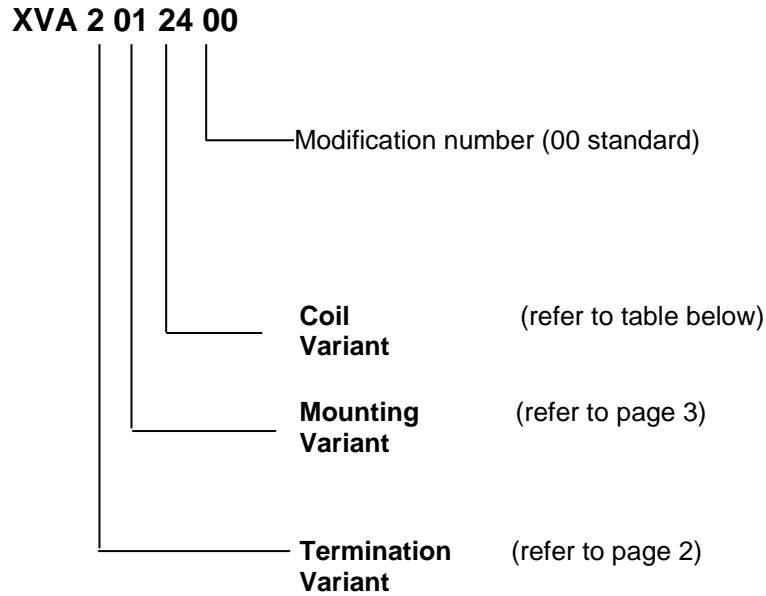 XVA 2 01 24 00
Modification number (00 standard)
Coil (refer to table below)
Variant
Mounting (refer to page 3)
Variant
Termination (refer to page 2)
Variant